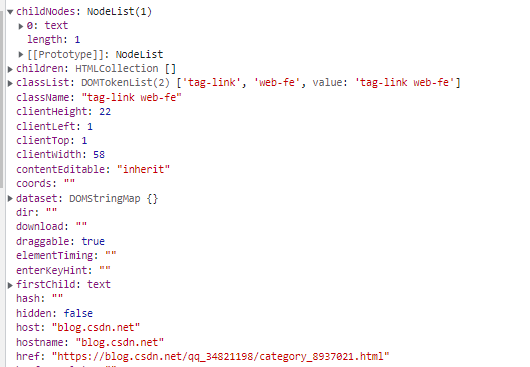 childNodes: NodeList(1)
0: text
length: 1
[[Prototype]]: NodeList
children: HTMLCollection []
classList: DOMTokenList(2) ['tag-link', 'web-fe', value: 'tag-link web-fe']
className: "tag-link web-fe"
clientHeight: 22
clientLeft: 1
clientTop: 1
clientWidth: 58
contentEditable: "inherit"
coords: ""
dataset: DOMStringMap {}
dir: ""
download: ""
draggable: true
elementTiming: ""
enterKeyHint: ""
firstChild: text
hash: ""
hidden: false
host: "blog.csdn.net"
hostname: "blog.csdn.net"
href: "https://blog.csdn.net/qq_34821198/category_8937021.html"